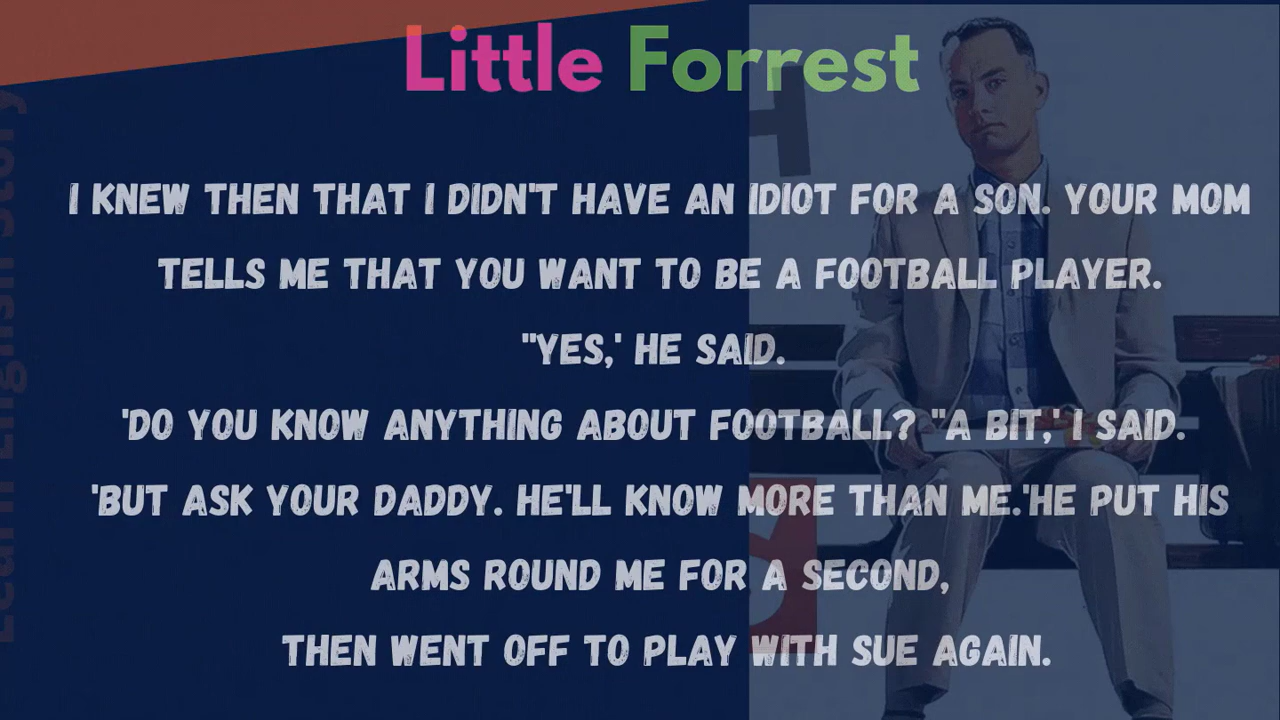 Little Forrest
I KNEW THEN THAT I DIDN'T HAVE AN IDIOT FOR A SON. YOUR MOM
TELLS ME THAT YOU WANT TO BE A FOOTBALL PLAYER.
"YES,' HE SAID.
'DO YOU KNOW ANYTHING ABOUT FOOTBALL? "A BIT,' I SAID.
'BUT ASK YOUR DADDY. HE'LL KNOW MORE THAN ME.'HE PUT HIS
ARMS ROUND ME FOR A SECOND,
THEN WENT OFF TO PLAY WITH SUE AGAIN.
Learn English Story